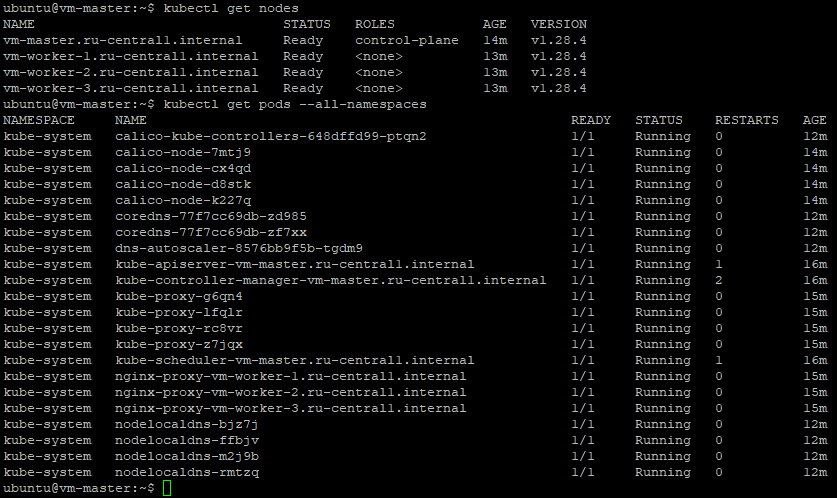 ubuntu@vm-master:~$ kubectl get nodes
NAME                                STATUS   ROLES           AGE   VERSION
vm-master.ru-central1.internal      Ready    control-plane   14m   v1.28.4
vm-worker-1.ru-central1.internal    Ready    <none>          13m   v1.28.4
vm-worker-2.ru-central1.internal    Ready    <none>          13m   v1.28.4
vm-worker-3.ru-central1.internal    Ready    <none>          13m   v1.28.4
ubuntu@vm-master:~$ kubectl get pods --all-namespaces
NAMESPACE     NAME                                                     READY   STATUS    RESTARTS   AGE
kube-system   calico-kube-controllers-648dffd99-ptqn2                  1/1     Running   0          12m
kube-system   calico-node-7mtj9                                        1/1     Running   0          14m
kube-system   calico-node-cx4qd                                        1/1     Running   0          14m
kube-system   calico-node-d8stk                                        1/1     Running   0          14m
kube-system   calico-node-k227q                                        1/1     Running   0          14m
kube-system   coredns-77f7cc69db-zd985                                 1/1     Running   0          12m
kube-system   coredns-77f7cc69db-zf7xx                                 1/1     Running   0          12m
kube-system   dns-autoscaler-8576bb9f5b-tgdm9                          1/1     Running   0          12m
kube-system   kube-apiserver-vm-master.ru-central1.internal            1/1     Running   1          16m
kube-system   kube-controller-manager-vm-master.ru-central1.internal   1/1     Running   2          16m
kube-system   kube-proxy-g6qn4                                         1/1     Running   0          15m
kube-system   kube-proxy-lfqlr                                         1/1     Running   0          15m
kube-system   kube-proxy-rc8vr                                         1/1     Running   0          15m
kube-system   kube-proxy-z7jqx                                         1/1     Running   0          15m
kube-system   kube-scheduler-vm-master.ru-central1.internal            1/1     Running   1          16m
kube-system   nginx-proxy-vm-worker-1.ru-central1.internal             1/1     Running   0          15m
kube-system   nginx-proxy-vm-worker-2.ru-central1.internal             1/1     Running   0          15m
kube-system   nginx-proxy-vm-worker-3.ru-central1.internal             1/1     Running   0          15m
kube-system   nodelocaldns-bjz7j                                       1/1     Running   0          12m
kube-system   nodelocaldns-ffbjv                                       1/1     Running   0          12m
kube-system   nodelocaldns-m2j9b                                       1/1     Running   0          12m
kube-system   nodelocaldns-rmtzq                                       1/1     Running   0          12m
ubuntu@vm-master:~$